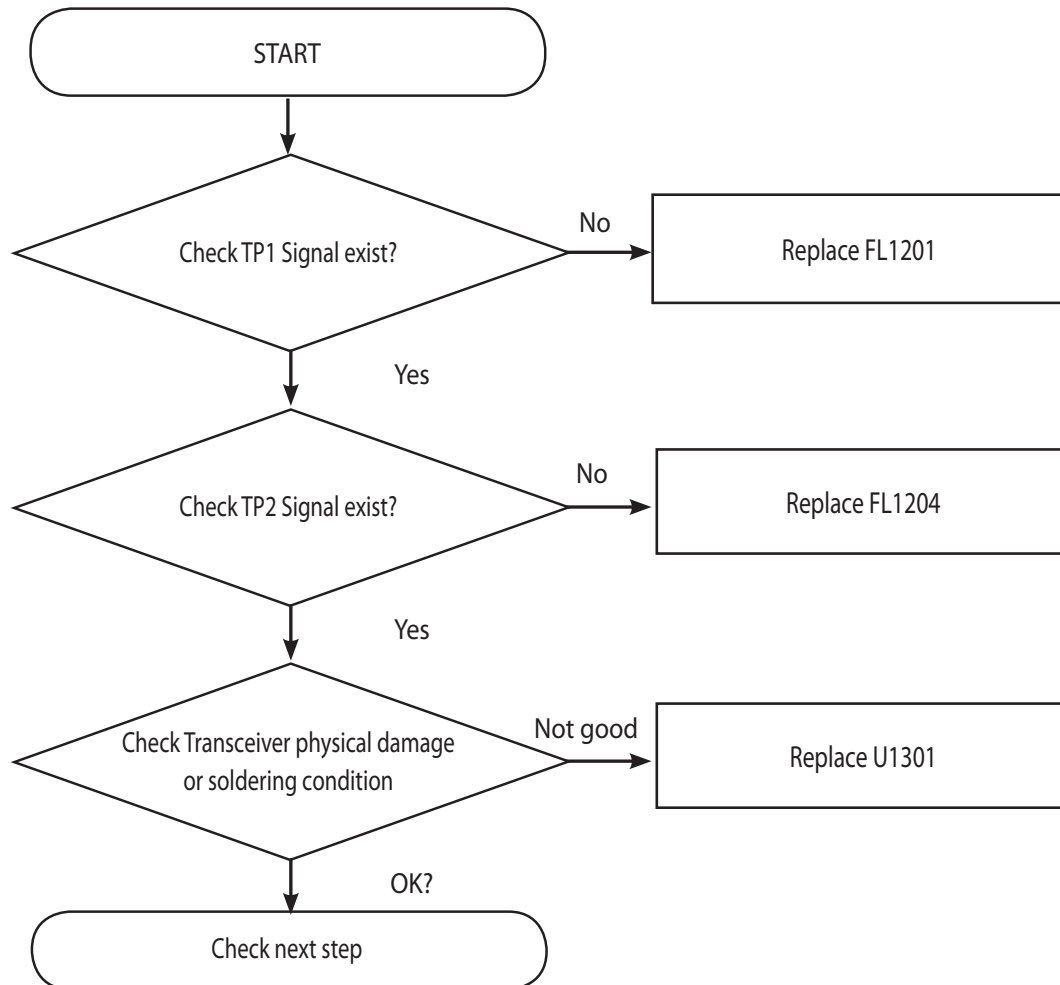 START
Check TP1 Signal exist?
No
Replace FL1201
Yes
Check TP2 Signal exist?
No
Replace FL1204
Yes
Check Transceiver physical damage
or soldering condition
Not good
Replace U1301
OK?
Check next step